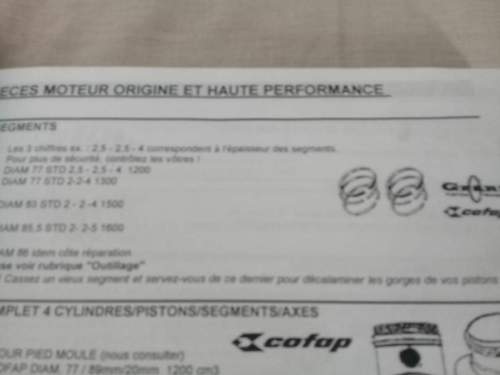 ECES MOTEUR ORIGINE ET HAUTE PERFORMANCE
EGMENTS
Les 3 chiffres ex. : 2,5 - 2,5 - 4 correspondent à l'épaisseur des segments.
Pour plus de sécurité, contrôlez les vôtres !
DIAM 77 STD 2,5 - 2,5 - 4 1200
DIAM 77 STD 2-2-4 1300
DIAM 83 STD 2 - 2 -4 1500
cofap
DIAM 85,5 STD 2- 2-5 1600
AM 86 idem côte réparation
se voir rubrique "Outillage"
! Cassez un vieux segment et servez-vous de ce dernier pour décalaminer les gorges de vos pistons
MPLET 4 CYLINDRES/PISTONS/SEGMENTS/AXES
cofap
OUR PIED MOULE (nous consulter)
OFAP DIAM. 77 / 89mm/20mm 1200 cm3